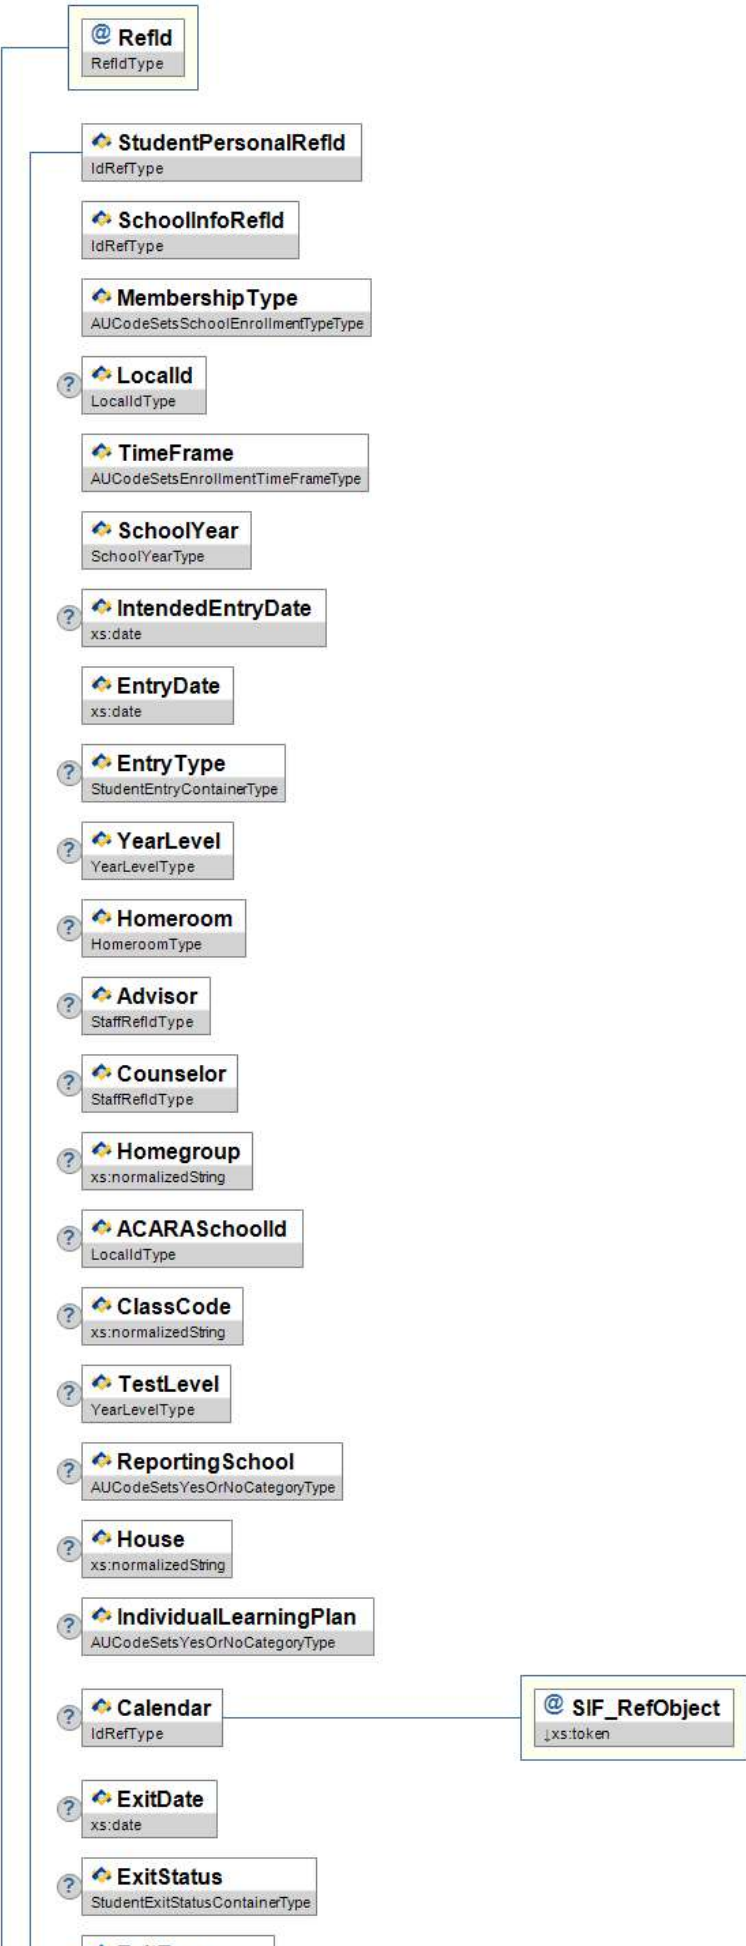 @ RefId
RefIdType
StudentPersonalRefId
IdRefType
SchoolInfoRefId
IdRefType
MembershipType
AUCodeSetsSchoolEnrollmentTypeType
? LocalId
LocalIdType
TimeFrame
AUCodeSetsEnrollmentTimeFrameType
SchoolYear
SchoolYearType
? IntendedEntryDate
xs:date
EntryDate
xs:date
? EntryType
StudentEntryContainerType
? YearLevel
YearLevelType
? Homeroom
HomeroomType
? Advisor
StaffRefIdType
? Counselor
StaffRefIdType
? Homegroup
xs:normalizedString
? ACARASchoolId
LocalIdType
? ClassCode
xs:normalizedString
? TestLevel
YearLevelType
? ReportingSchool
AUCodeSetsYesOrNoCategoryType
? House
xs:normalizedString
? IndividualLearningPlan
AUCodeSetsYesOrNoCategoryType
? Calendar
IdRefType
@ SIF_RefObject
↓xs:token
? ExitDate
xs:date
? ExitStatus
StudentExitStatusContainerType